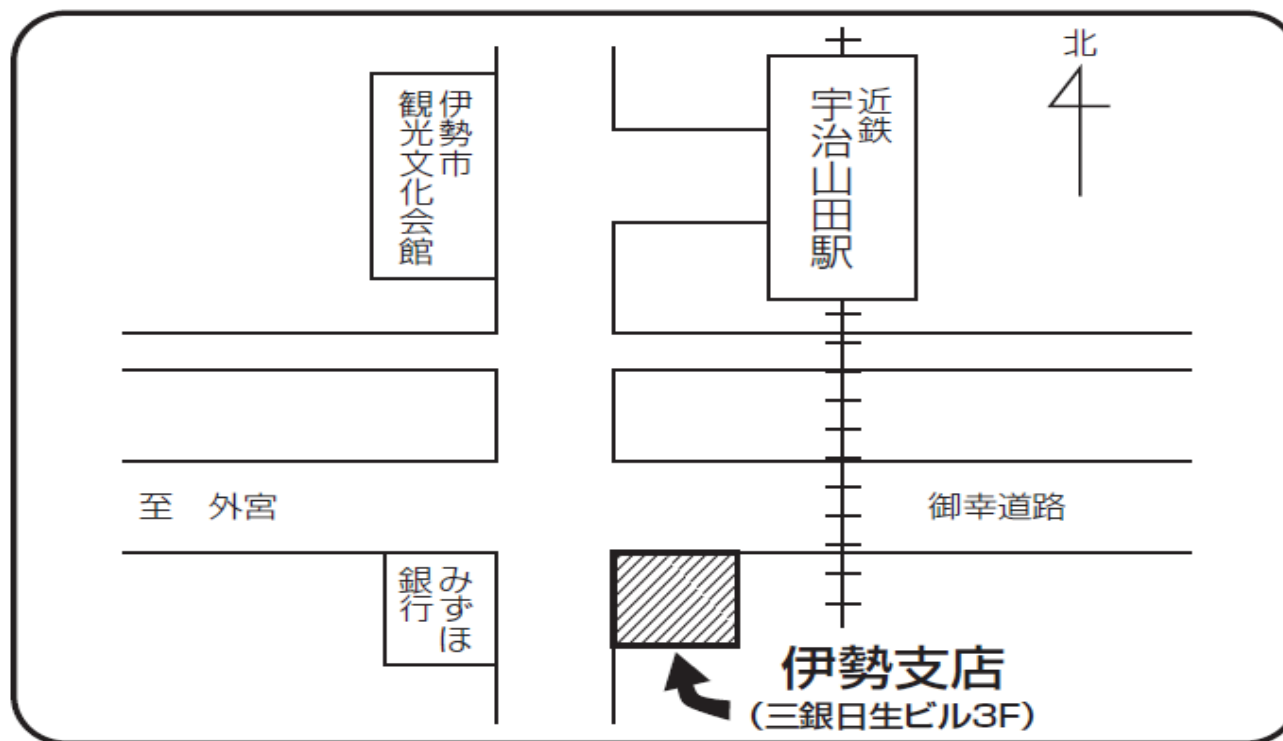 伊勢市
観光文化会館
近鉄
宇治山田駅
北
至　外宮
御幸道路
みずほ
銀行
伊勢支店
（三銀日生ビル3F）